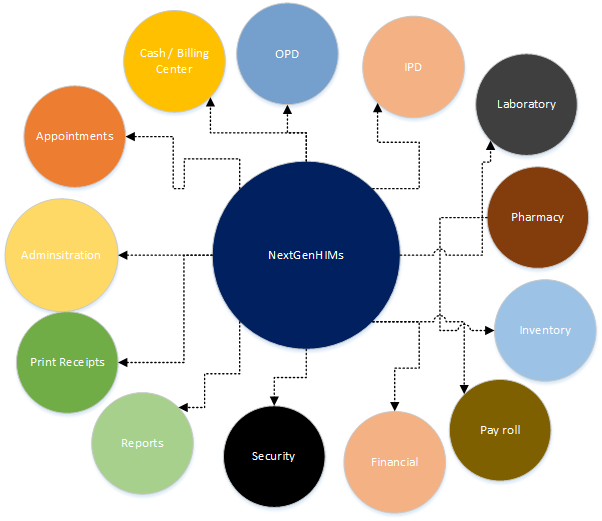 Cash / Billing
Center
OPD
IPD
Laboratory
Appointments
Pharmacy
Adminsitration
NextGenHIMs
Inventory
Print Receipts
Pay roll
Reports
Security
Financial